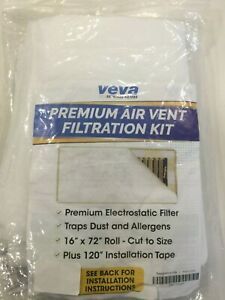 veva
PREMIUM AIR VENT
FILTRATION KIT
✓ Premium Electrostatic Filter
✓ Traps Dust and Allergens
✓ 16" x 72" Roll - Cut to Size
✓ Plus 120" Installation Tape
SEE BACK FOR
INSTALLATION
INSTRUCTIONS